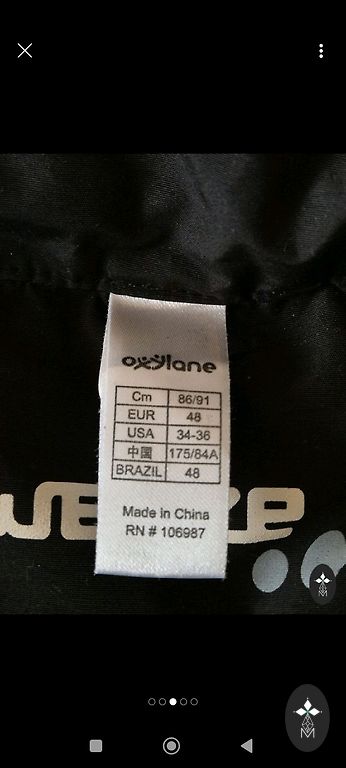 oxylane
Cm 86/91
EUR 48
USA 34-36
中国 175/84A
BRAZIL 48
Made in China
RN # 106987
M
M